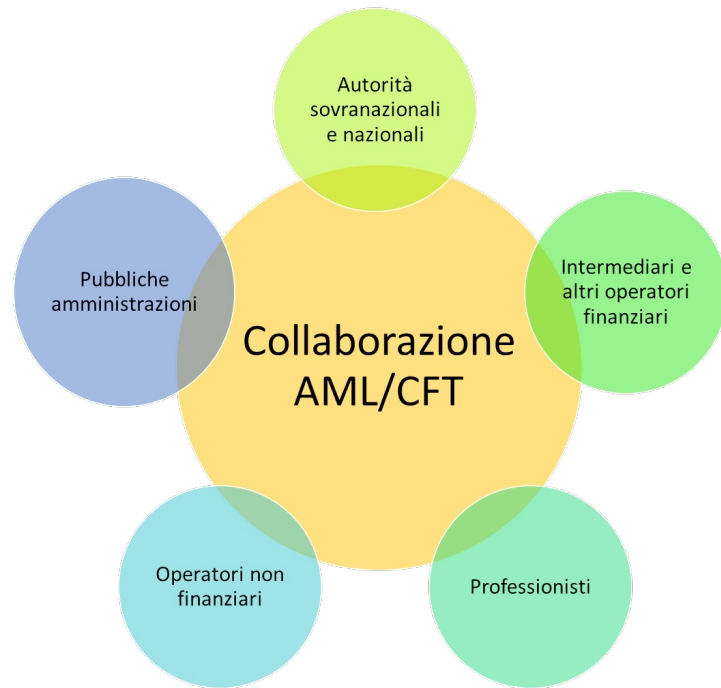 Autorità
sovranazionali
e nazionali
Pubbliche
amministrazioni
Intermediari e
altri operatori
finanziari
Collaborazione
AML/CFT
Operatori non
finanziari
Professionisti